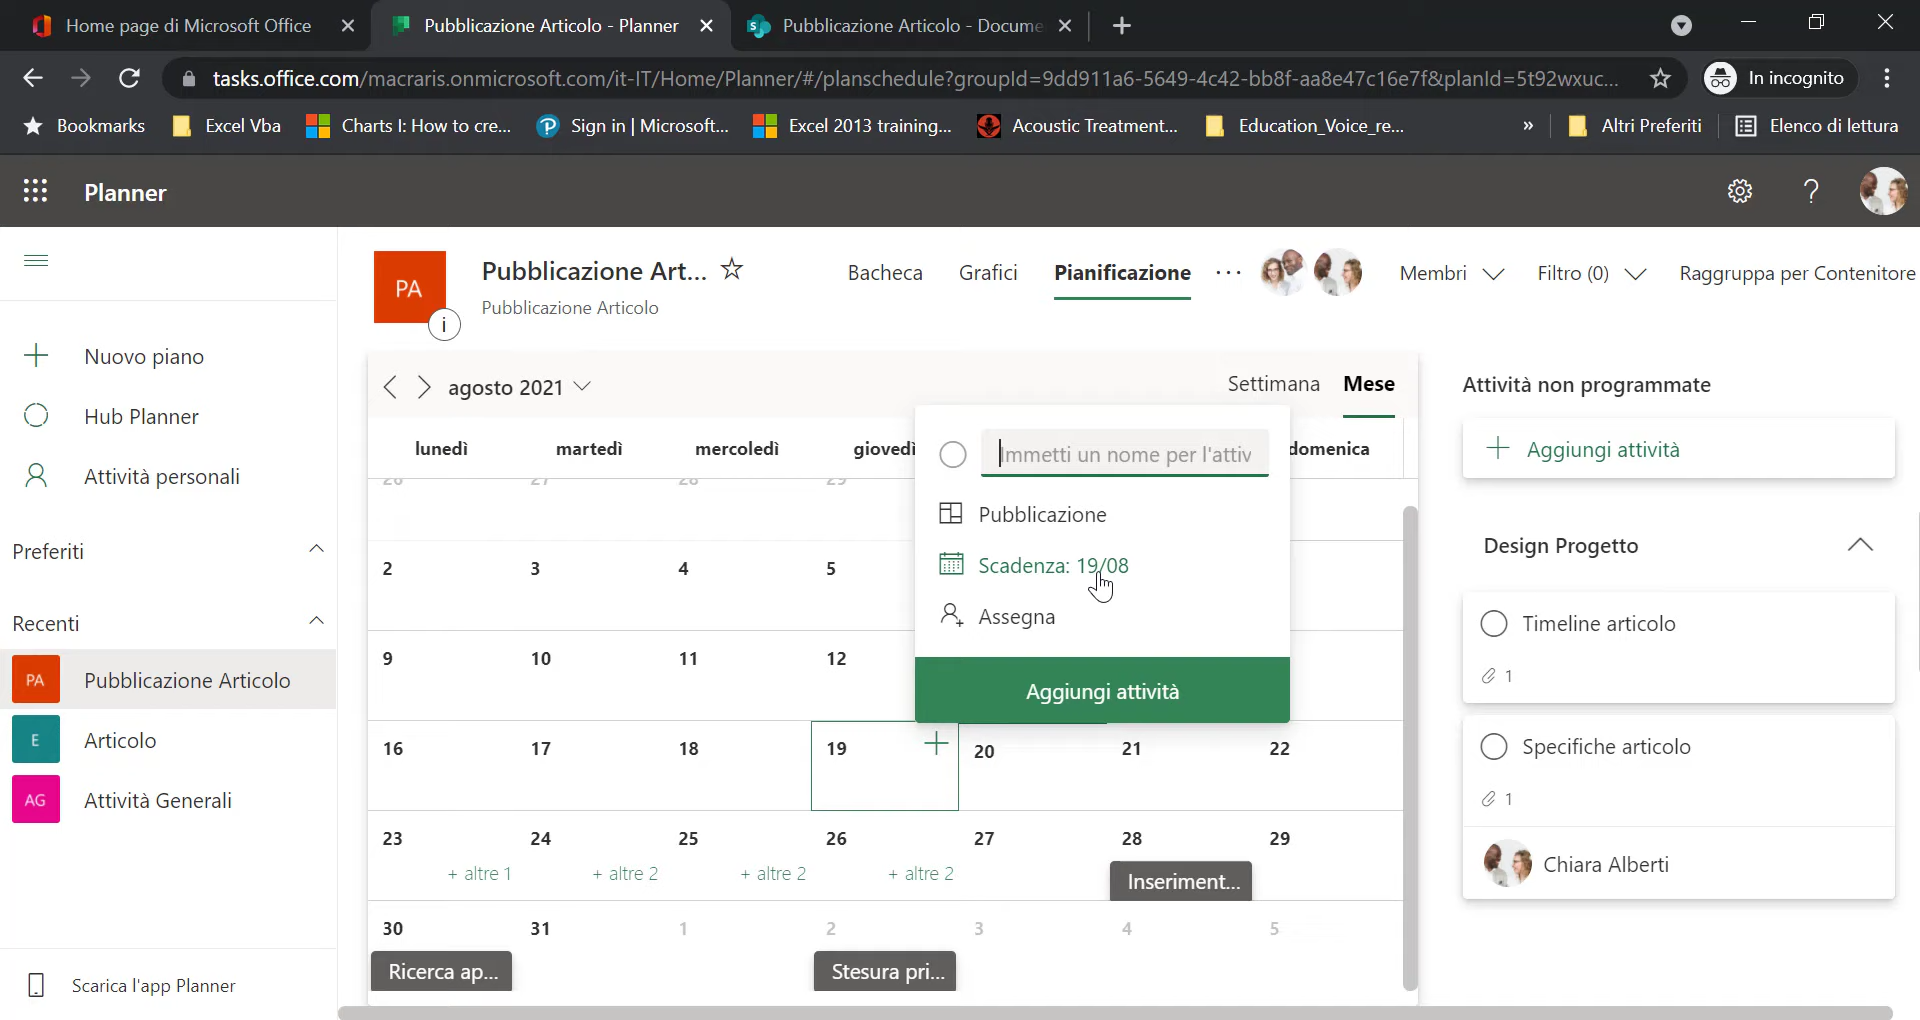 Home page di Microsoft Office
Pubblicazione Articolo - Planner
Pubblicazione Articolo - Docume
tasks.office.com/macraris.onmicrosoft.com/it-IT/Home/Planner/#/planschedule?groupId=9dd911a6-5649-4c42-bb8f-aa8e47c16e7f&planId=5t92wxuc...
In incognito
Bookmarks
Excel Vba
Charts I: How to cre...
Sign in | Microsoft...
Excel 2013 training...
Acoustic Treatment...
Education_Voice_re...
»
Altri Preferiti
Elenco di lettura
Planner
?
Nuovo piano
Hub Planner
Attività personali
Preferiti
Recenti
PA Pubblicazione Articolo
E Articolo
AG Attività Generali
Scarica l'app Planner
PA
i
Pubblicazione Art...
Pubblicazione Articolo
Bacheca
Grafici
Pianificazione
...
Membri
Filtro (0)
Raggruppa per Contenitore
agosto 2021
Settimana
Mese
lunedì martedì mercoledì giovedì domenica
26 27 28 29
2 3 4 5
9 10 11 12
16 17 18 19 20 21 22
23 24 25 26 27 28 29
+ altre 1 + altre 2 + altre 2 + altre 2
Inseriment...
30 31 1 2 3 4 5
Ricerca ap... Stesura pri...
Immetti un nome per l'attiv
Pubblicazione
Scadenza: 19/08
Assegna
Aggiungi attività
Attività non programmate
Aggiungi attività
Design Progetto
Timeline articolo
1
Specifiche articolo
1
Chiara Alberti